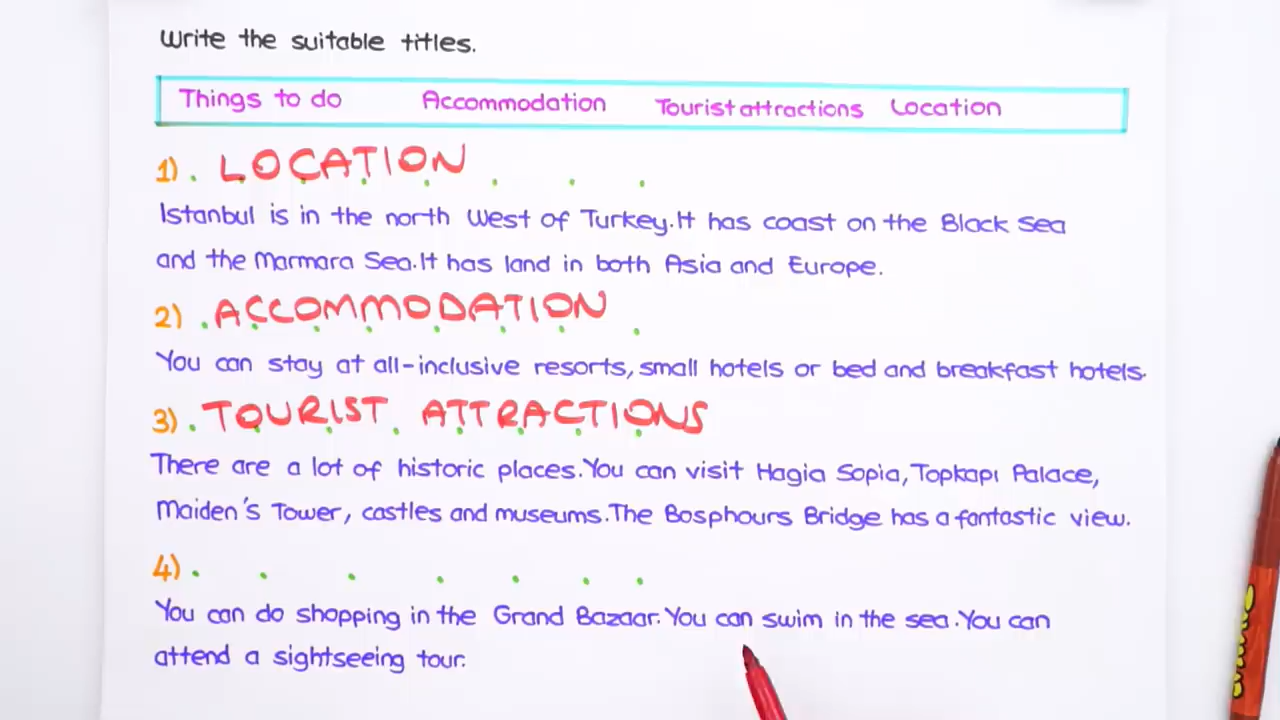 Write the suitable titles.
Things to do Accommodation Tourist attractions Location
1). LOCATION . . .
Istanbul is in the north West of Turkey.It has coast on the Black Sea
and the Marmara Sea.It has land in both Asia and Europe.
2) .ACCOMMODATION .
You can stay at all-inclusive resorts, small hotels or bed and breakfast hotels.
3). TOURIST . ATTRACTIONS
There are a lot of historic places.You can visit Hagia Sopia, Topkapı Palace,
Maiden's Tower, castles and museums.The Bosphours Bridge has a fantastic view.
4) . . . . . . .
You can do shopping in the Grand Bazaar.You can swim in the sea.You can
attend a sightseeing tour.